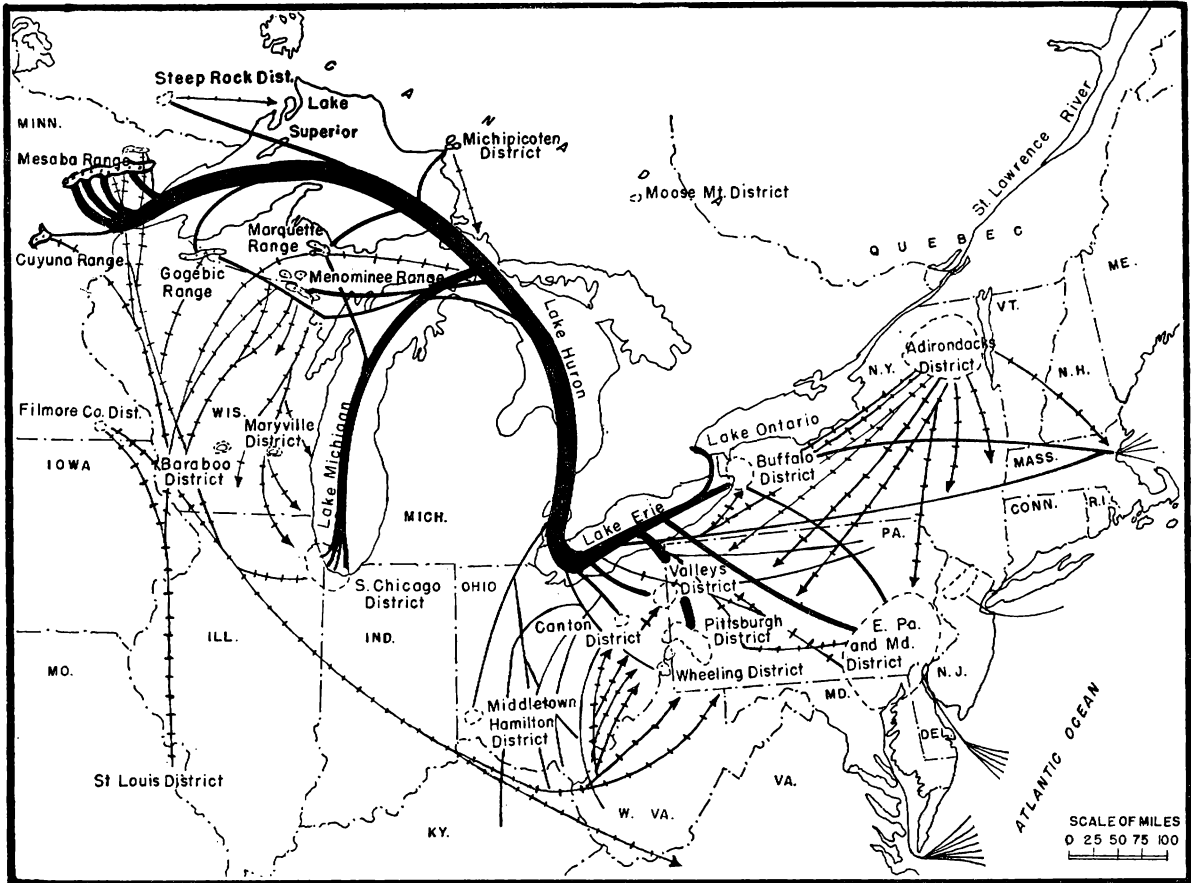 Steep Rock Dist.
C A N A D A
Lake
Superior
MINN.
Michipicoten
District
Mesaba Range
Moose Mt. District
St. Lawrence River
QUEBEC
Marquette
Range
Cuyuna Range
Gogebic
Range
Menominee Range
ME.
VT.
Lake Huron
Adirondacks
District
N.Y.
N.H.
Filmore Co. Dist.
WIS.
Maryville
District
Lake Michigan
Lake Ontario
IOWA
Baraboo
District
Buffalo
District
MASS.
MICH.
Lake Erie
CONN.
R.I.
PA.
S. Chicago
District
OHIO
Valleys
District
ILL.
IND.
Canton
District
Pittsburgh
District
E. Pa.
and Md.
District
MO.
Wheeling District
N.J.
MD.
Middletown
Hamilton
District
DEL.
St Louis District
VA.
ATLANTIC OCEAN
W. VA.
KY.
SCALE OF MILES
0 25 50 75 100